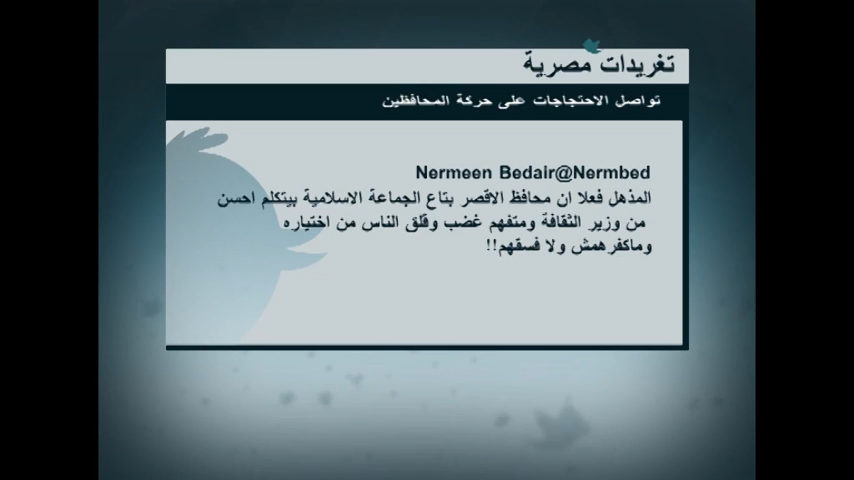 تغريدات مصرية
تواصل الاحتجاجات على حركة المحافظين
Nermeen Bedair@Nermbed
المذهل فعلا ان محافظ الاقصر بتاع الجماعة الاسلامية بيتكلم احسن
من وزير الثقافة ومتفهم غضب وقلق الناس من اختياره
وماكفرهمش ولا فسقهم!!